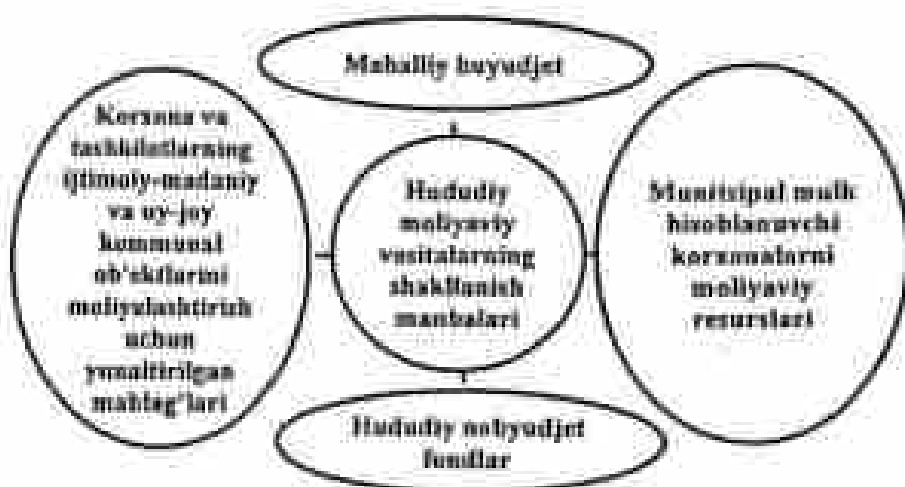 Mahalliy buyudjet
Korxona va
tashkilotlarning
ijtimoiy-madaniy
va uy-joy
kommunal
ob'ektlarini
moliyalashtirish
uchun
yunaltirilgan
mablag'lari
Hududiy
moliyaviy
vositalarning
shakllanish
manbalari
Munitsipal mulk
hisoblanuvchi
korxonalarni
moliyaviy
resurslari
Hududiy nobyudjet
fondlar